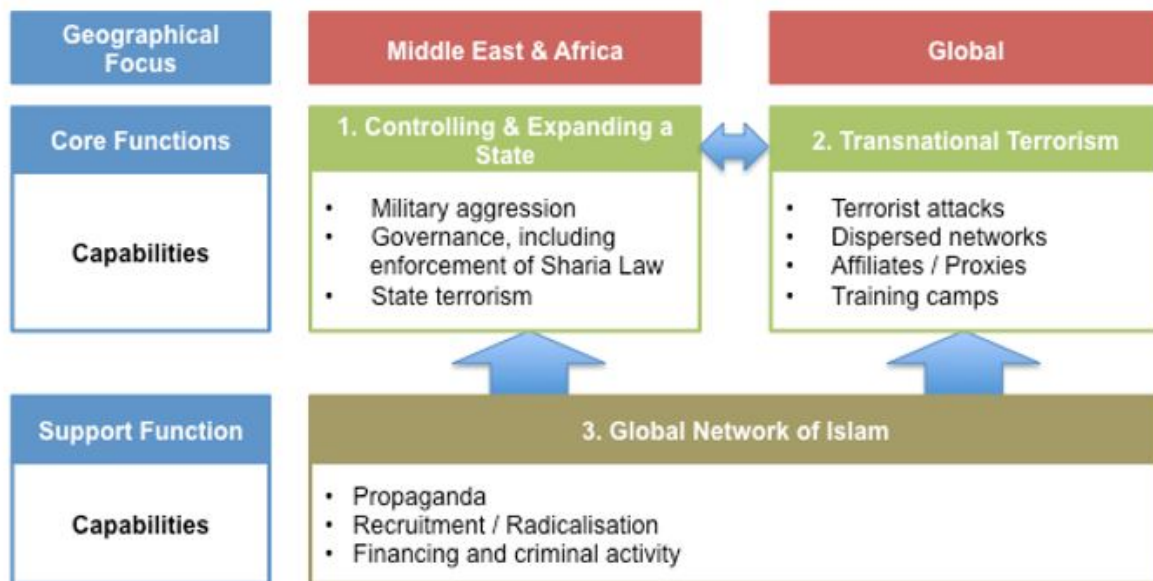 Geographical
Focus
Middle East & Africa
Global
Core Functions
1. Controlling & Expanding a
State
2. Transnational Terrorism
Capabilities
• Military aggression
• Governance, including
enforcement of Sharia Law
• State terrorism
• Terrorist attacks
• Dispersed networks
• Affiliates / Proxies
• Training camps
Support Function
3. Global Network of Islam
Capabilities
• Propaganda
• Recruitment / Radicalisation
• Financing and criminal activity